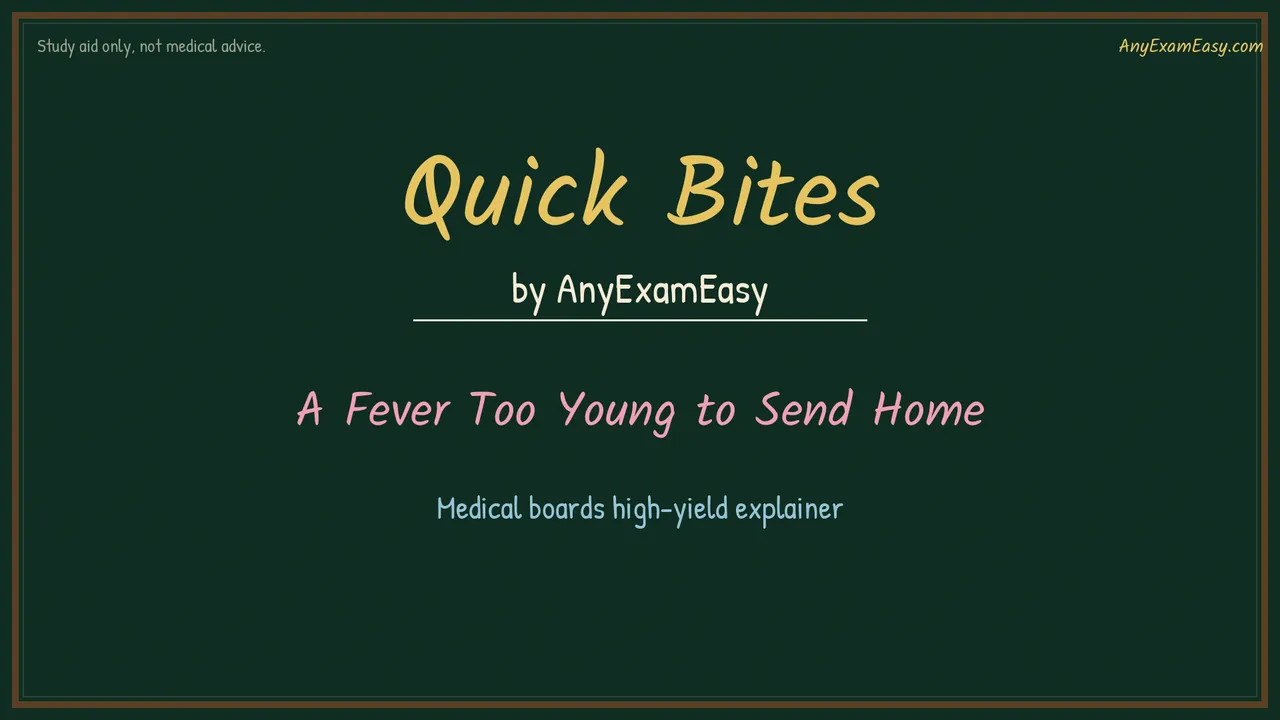 Study aid only, not medical advice.
AnyExamEasy.com
Quick Bites
by AnyExamEasy
A Fever Too Young to Send Home
Medical boards high-yield explainer